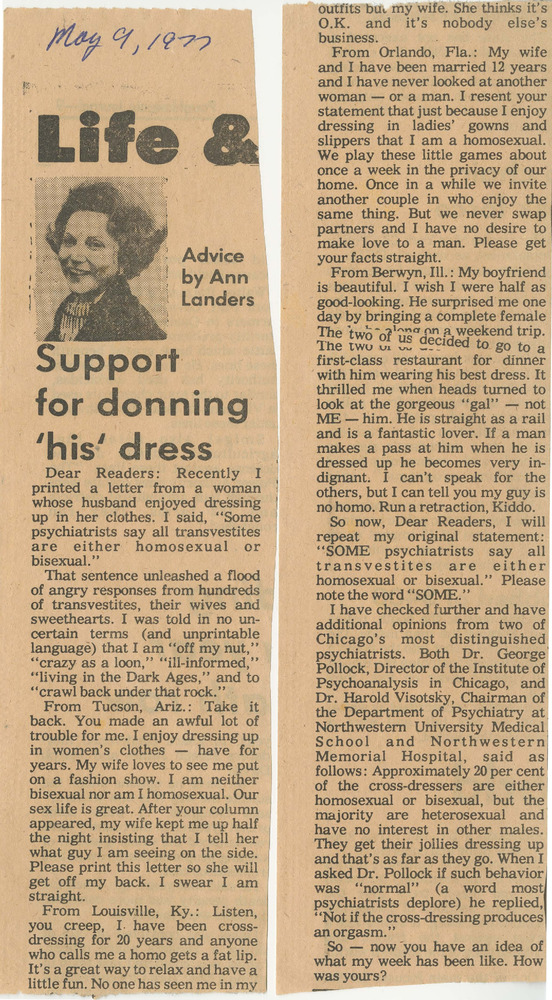 May 9, 1977
Life &
Advice
by Ann
Landers
Support
for donning
'his' dress
Dear Readers: Recently I
printed a letter from a woman
whose husband enjoyed dressing
up in her clothes. I said, "Some
psychiatrists say all transvestites
are either homosexual or
bisexual."
That sentence unleashed a flood
of angry responses from hundreds
of transvestites, their wives and
sweethearts. I was told in no un-
certain terms (and unprintable
language) that I am "off my nut,"
"crazy as a loon," "ill-informed,"
"living in the Dark Ages," and to
"crawl back under that rock."
From Tucson, Ariz.: Take it
back. You made an awful lot of
trouble for me. I enjoy dressing up
in women's clothes — have for
years. My wife loves to see me put
on a fashion show. I am neither
bisexual nor am I homosexual. Our
sex life is great. After your column
appeared, my wife kept me up half
the night insisting that I tell her
what guy I am seeing on the side.
Please print this letter so she will
get off my back. I swear I am
straight.
From Louisville, Ky.: Listen,
you creep, I have been cross-
dressing for 20 years and anyone
who calls me a homo gets a fat lip.
It's a great way to relax and have a
little fun. No one has seen me in my
outfits but my wife. She thinks it's
O.K. and it's nobody else's
business.
From Orlando, Fla.: My wife
and I have been married 12 years
and I have never looked at another
woman — or a man. I resent your
statement that just because I enjoy
dressing in ladies' gowns and
slippers that I am a homosexual.
We play these little games about
once a week in the privacy of our
home. Once in a while we invite
another couple in who enjoy the
same thing. But we never swap
partners and I have no desire to
make love to a man. Please get
your facts straight.
From Berwyn, Ill.: My boyfriend
is beautiful. I wish I were half as
good-looking. He surprised me one
day by bringing a complete female
The along on a weekend trip.
The two of us decided to go to a
first-class restaurant for dinner
with him wearing his best dress. It
thrilled me when heads turned to
look at the gorgeous "gal" — not
ME — him. He is straight as a rail
and is a fantastic lover. If a man
makes a pass at him when he is
dressed up he becomes very in-
dignant. I can't speak for the
others, but I can tell you my guy is
no homo. Run a retraction, Kiddo.
So now, Dear Readers, I will
repeat my original statement:
"SOME psychiatrists say all
transvestites are either
homosexual or bisexual." Please
note the word "SOME."
I have checked further and have
additional opinions from two of
Chicago's most distinguished
psychiatrists. Both Dr. George
Pollock, Director of the Institute of
Psychoanalysis in Chicago, and
Dr. Harold Visotsky, Chairman of
the Department of Psychiatry at
Northwestern University Medical
School and Northwestern
Memorial Hospital, said as
follows: Approximately 20 per cent
of the cross-dressers are either
homosexual or bisexual, but the
majority are heterosexual and
have no interest in other males.
They get their jollies dressing up
and that's as far as they go. When I
asked Dr. Pollock if such behavior
was "normal" (a word most
psychiatrists deplore) he replied,
"Not if the cross-dressing produces
an orgasm."
So — now you have an idea of
what my week has been like. How
was yours?